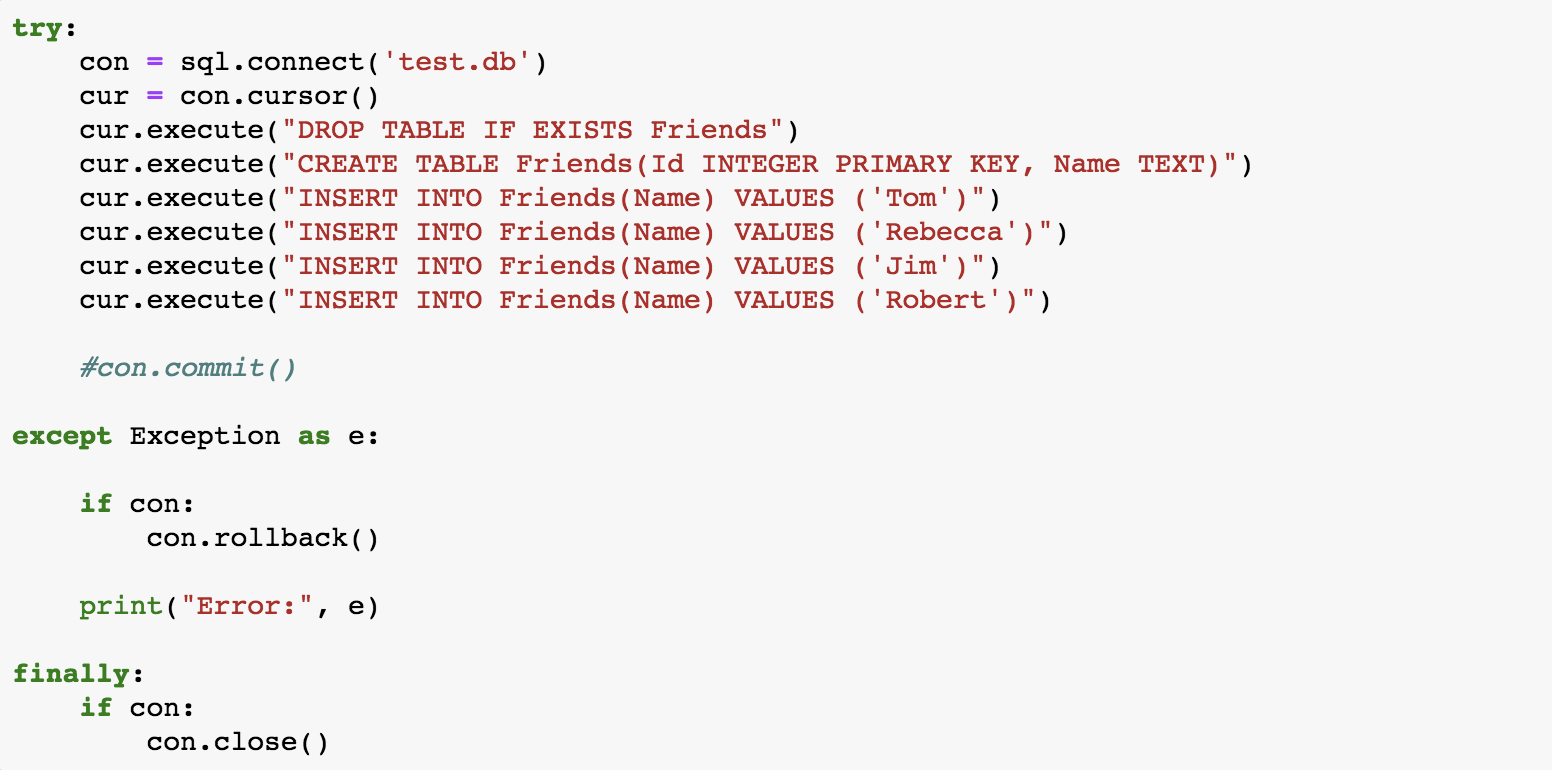 try:
    con = sql.connect('test.db')
    cur = con.cursor()
    cur.execute("DROP TABLE IF EXISTS Friends")
    cur.execute("CREATE TABLE Friends(Id INTEGER PRIMARY KEY, Name TEXT)")
    cur.execute("INSERT INTO Friends(Name) VALUES ('Tom')")
    cur.execute("INSERT INTO Friends(Name) VALUES ('Rebecca')")
    cur.execute("INSERT INTO Friends(Name) VALUES ('Jim')")
    cur.execute("INSERT INTO Friends(Name) VALUES ('Robert')")
    #con.commit()
except Exception as e:
    if con:
        con.rollback()
    print("Error:", e)
finally:
    if con:
        con.close()